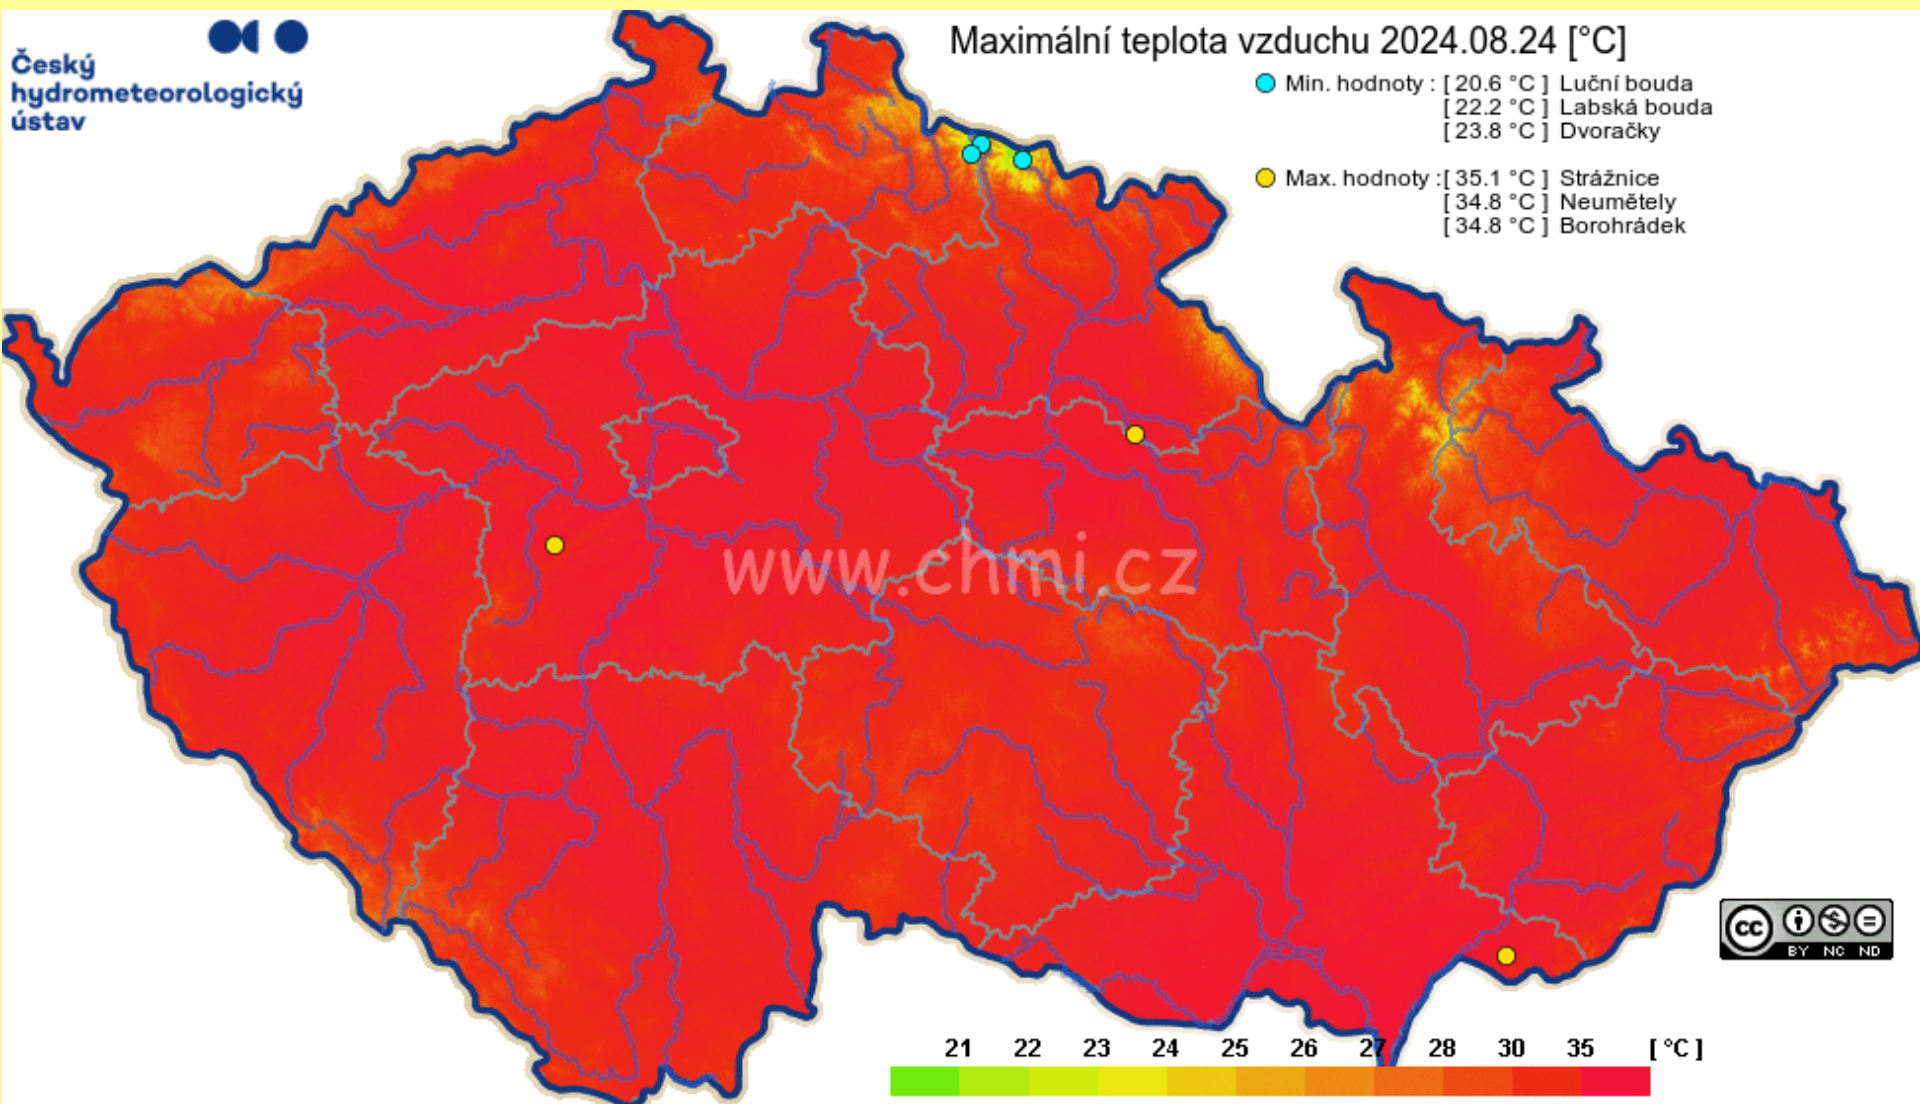 Český
hydrometeorologický
ústav
Maximální teplota vzduchu 2024.08.24 [°C]
Min. hodnoty : [ 20.6 °C ] Luční bouda
[ 22.2 °C ] Labská bouda
[ 23.8 °C ] Dvoračky
Max. hodnoty :[ 35.1 °C ] Strážnice
[ 34.8 °C ] Neumětely
[ 34.8 °C ] Borohrádek
www.chmi.cz
cc
BY NC ND
21 22 23 24 25 26 27 28 30 35 [ °C ]